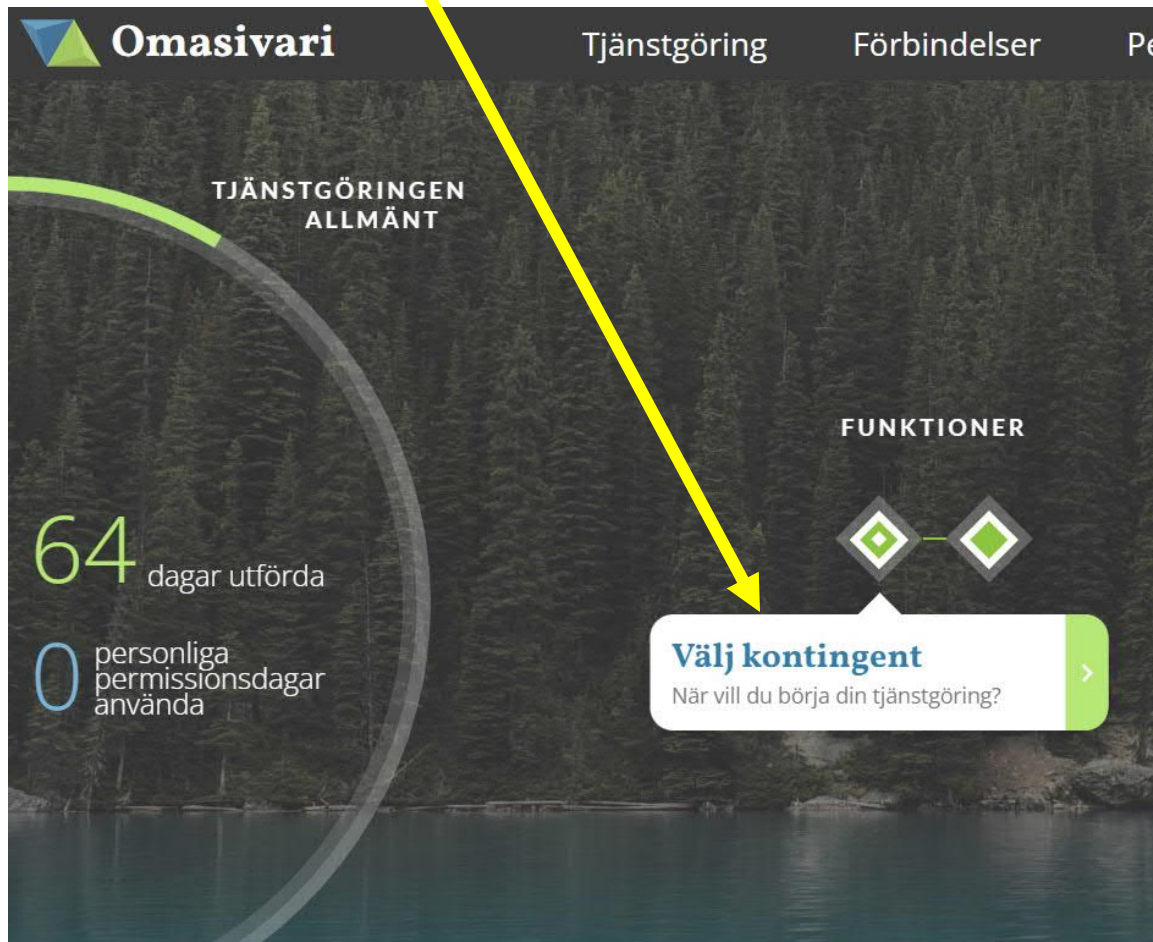 Omasivari
Tjänstgöring
Förbindelser
Pe
TJÄNSTGÖRINGEN
ALLMÄNT
FUNKTIONER
64 dagar utförda
0 personliga
permissionsdagar
använda
Välj kontingent
När vill du börja din tjänstgöring?